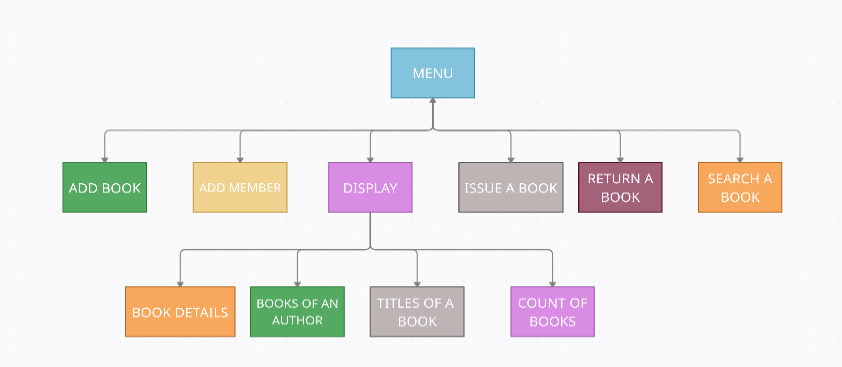 MENU
ADD BOOK
ADD MEMBER
DISPLAY
ISSUE A BOOK
RETURN A
BOOK
SEARCH A
BOOK
BOOK DETAILS
BOOKS OF AN
AUTHOR
TITLES OF A
BOOK
COUNT OF
BOOKS